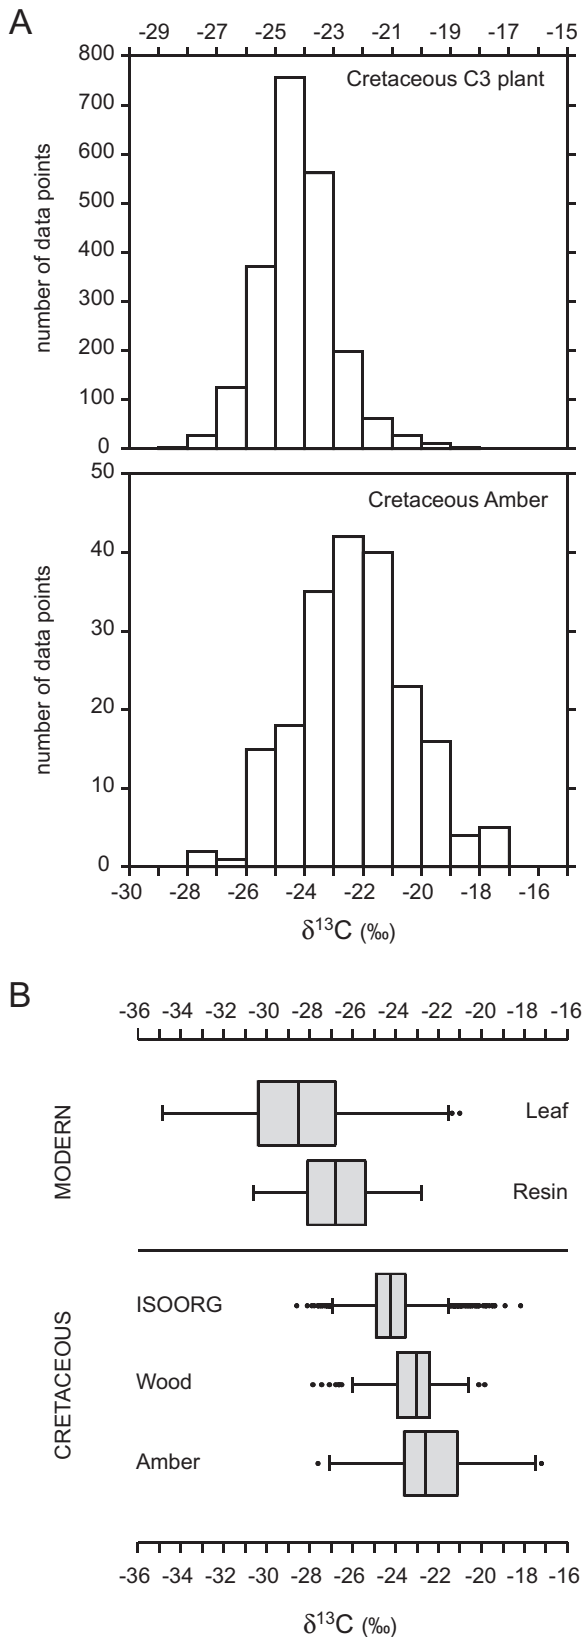 A
-29 -27 -25 -23 -21 -19 -17 -15
Cretaceous C3 plant
number of data points
800
700
600
500
400
300
200
100
0
Cretaceous Amber
number of data points
50
40
30
20
10
0
-30 -28 -26 -24 -22 -20 -18 -16
δ¹³C (‰)
B
-36 -34 -32 -30 -28 -26 -24 -22 -20 -18 -16
MODERN
Leaf
Resin
CRETACEOUS
ISOORG
Wood
Amber
-36 -34 -32 -30 -28 -26 -24 -22 -20 -18 -16
δ¹³C (‰)